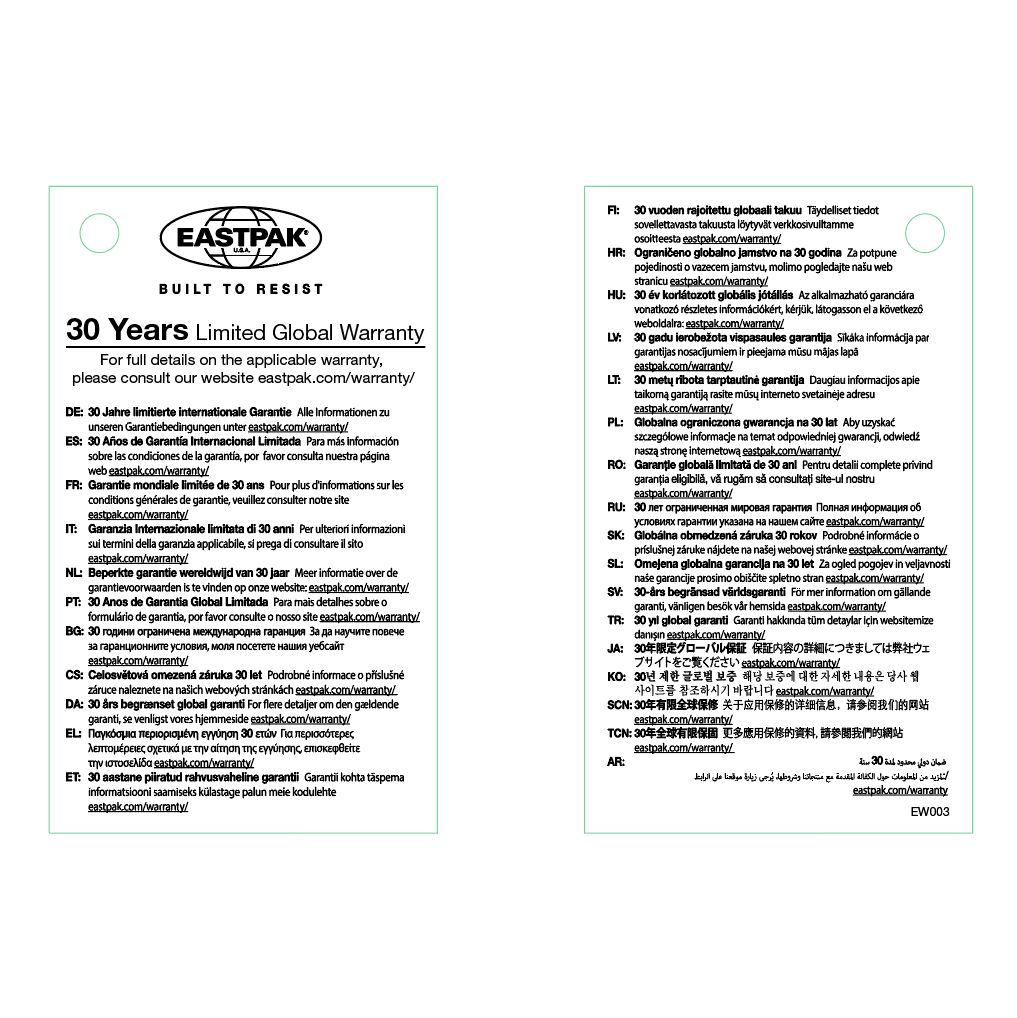 EASTPAK®
U.S.A.
BUILT TO RESIST
30 Years Limited Global Warranty
For full details on the applicable warranty,
please consult our website eastpak.com/warranty/
DE: 30 Jahre limitierte internationale Garantie Alle Informationen zu
unseren Garantiebedingungen unter eastpak.com/warranty/
ES: 30 Años de Garantía Internacional Limitada Para más información
sobre las condiciones de la garantía, por favor consulta nuestra página
web eastpak.com/warranty/
FR: Garantie mondiale limitée de 30 ans Pour plus d'informations sur les
conditions générales de garantie, veuillez consulter notre site
eastpak.com/warranty/
IT: Garanzia Internazionale limitata di 30 anni Per ulteriori informazioni
sui termini della garanzia applicabile, si prega di consultare il sito
eastpak.com/warranty/
NL: Beperkte garantie wereldwijd van 30 jaar Meer informatie over de
garantievoorwaarden is te vinden op onze website: eastpak.com/warranty/
PT: 30 Anos de Garantia Global Limitada Para mais detalhes sobre o
formulário de garantia, por favor consulte o nosso site eastpak.com/warranty/
BG: 30 години ограничена международна гаранция За да научите повече
за гаранционните условия, моля посетете нашия уебсайт
eastpak.com/warranty/
CS: Celosvětová omezená záruka 30 let Podrobné informace o příslušné
záruce naleznete na našich webových stránkách eastpak.com/warranty/
DA: 30 års begrænset global garanti For flere detaljer om den gældende
garanti, se venligst vores hjemmeside eastpak.com/warranty/
EL: Παγκόσμια περιορισμένη εγγύηση 30 ετών Για περισσότερες
λεπτομέρειες σχετικά με την αίτηση της εγγύησης, επισκεφθείτε
την ιστοσελίδα eastpak.com/warranty/
ET: 30 aastane piiratud rahvusvaheline garantii Garantii kohta täspema
informatsiooni saamiseks külastage palun meie kodulehte
eastpak.com/warranty/
FI: 30 vuoden rajoitettu globaali takuu Täydelliset tiedot
sovellettavasta takuusta löytyvät verkkosivuiltamme
osoitteesta eastpak.com/warranty/
HR: Ograničeno globalno jamstvo na 30 godina Za potpune
pojedinosti o vazecem jamstvu, molimo pogledajte našu web
stranicu eastpak.com/warranty/
HU: 30 év korlátozott globális jótállás Az alkalmazható garanciára
vonatkozó részletes információkért, kérjük, látogasson el a következő
weboldalra: eastpak.com/warranty/
LV: 30 gadu ierobežota vispasaules garantija Sīkāka informācija par
garantijas nosacījumiem ir pieejama mūsu mājas lapā
eastpak.com/warranty/
LT: 30 metų ribota tarptautinė garantija Daugiau informacijos apie
taikomą garantiją rasite mūsų interneto svetainėje adresu
eastpak.com/warranty/
PL: Globalna ograniczona gwarancja na 30 lat Aby uzyskać
szczegółowe informacje na temat odpowiedniej gwarancji, odwiedź
naszą stronę internetową eastpak.com/warranty/
RO: Garanție globală limitată de 30 ani Pentru detalii complete privind
garanția eligibilă, vă rugăm să consultați site-ul nostru
eastpak.com/warranty/
RU: 30 лет ограниченная мировая гарантия Полная информация об
условиях гарантии указана на нашем сайте eastpak.com/warranty/
SK: Globálna obmedzená záruka 30 rokov Podrobné informácie o
príslušnej záruke nájdete na našej webovej stránke eastpak.com/warranty/
SL: Omejena globalna garancija na 30 let Za ogled pogojev in veljavnosti
naše garancije prosimo obiščite spletno stran eastpak.com/warranty/
SV: 30-års begränsad världsgaranti För mer information om gällande
garanti, vänligen besök vår hemsida eastpak.com/warranty/
TR: 30 yıl global garanti Garanti hakkında tüm detaylar için websitemize
danışın eastpak.com/warranty/
JA: 30年限定グローバル保証 保証内容の詳細につきましては弊社ウェ
ブサイトをご覧ください eastpak.com/warranty/
KO: 30년 제한 글로벌 보증 해당 보증에 대한 자세한 내용은 당사 웹
사이트를 참조하시기 바랍니다 eastpak.com/warranty/
SCN: 30年有限全球保修 关于应用保修的详细信息，请参阅我们的网站
eastpak.com/warranty/
TCN: 30年全球有限保固 更多應用保修的資料, 請參閱我們的網站
eastpak.com/warranty/
AR: ضمان دولي محدود لمدة 30 سنة
للمزيد من المعلومات حول الكفالة المقدمة مع منتجاتنا وشروطها، يُرجى زيارة موقعنا على الرابط/
eastpak.com/warranty
EW003